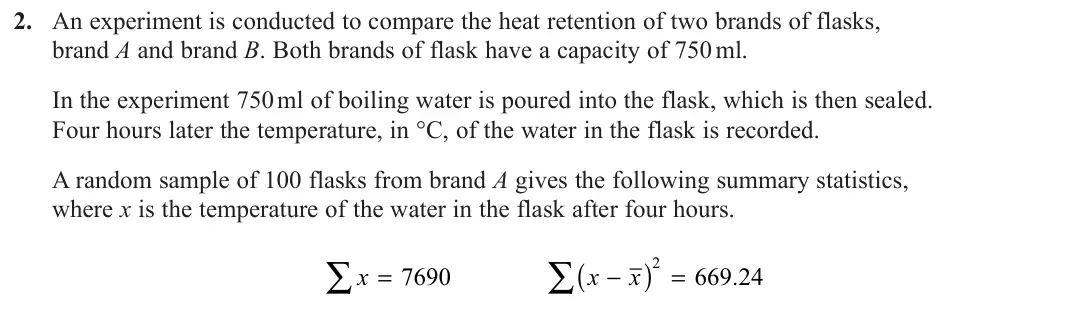 2. An experiment is conducted to compare the heat retention of two brands of flasks,
brand A and brand B. Both brands of flask have a capacity of 750 ml.
In the experiment 750 ml of boiling water is poured into the flask, which is then sealed.
Four hours later the temperature, in °C, of the water in the flask is recorded.
A random sample of 100 flasks from brand A gives the following summary statistics,
where x is the temperature of the water in the flask after four hours.
∑x = 7690 ∑(x − x̄)² = 669.24